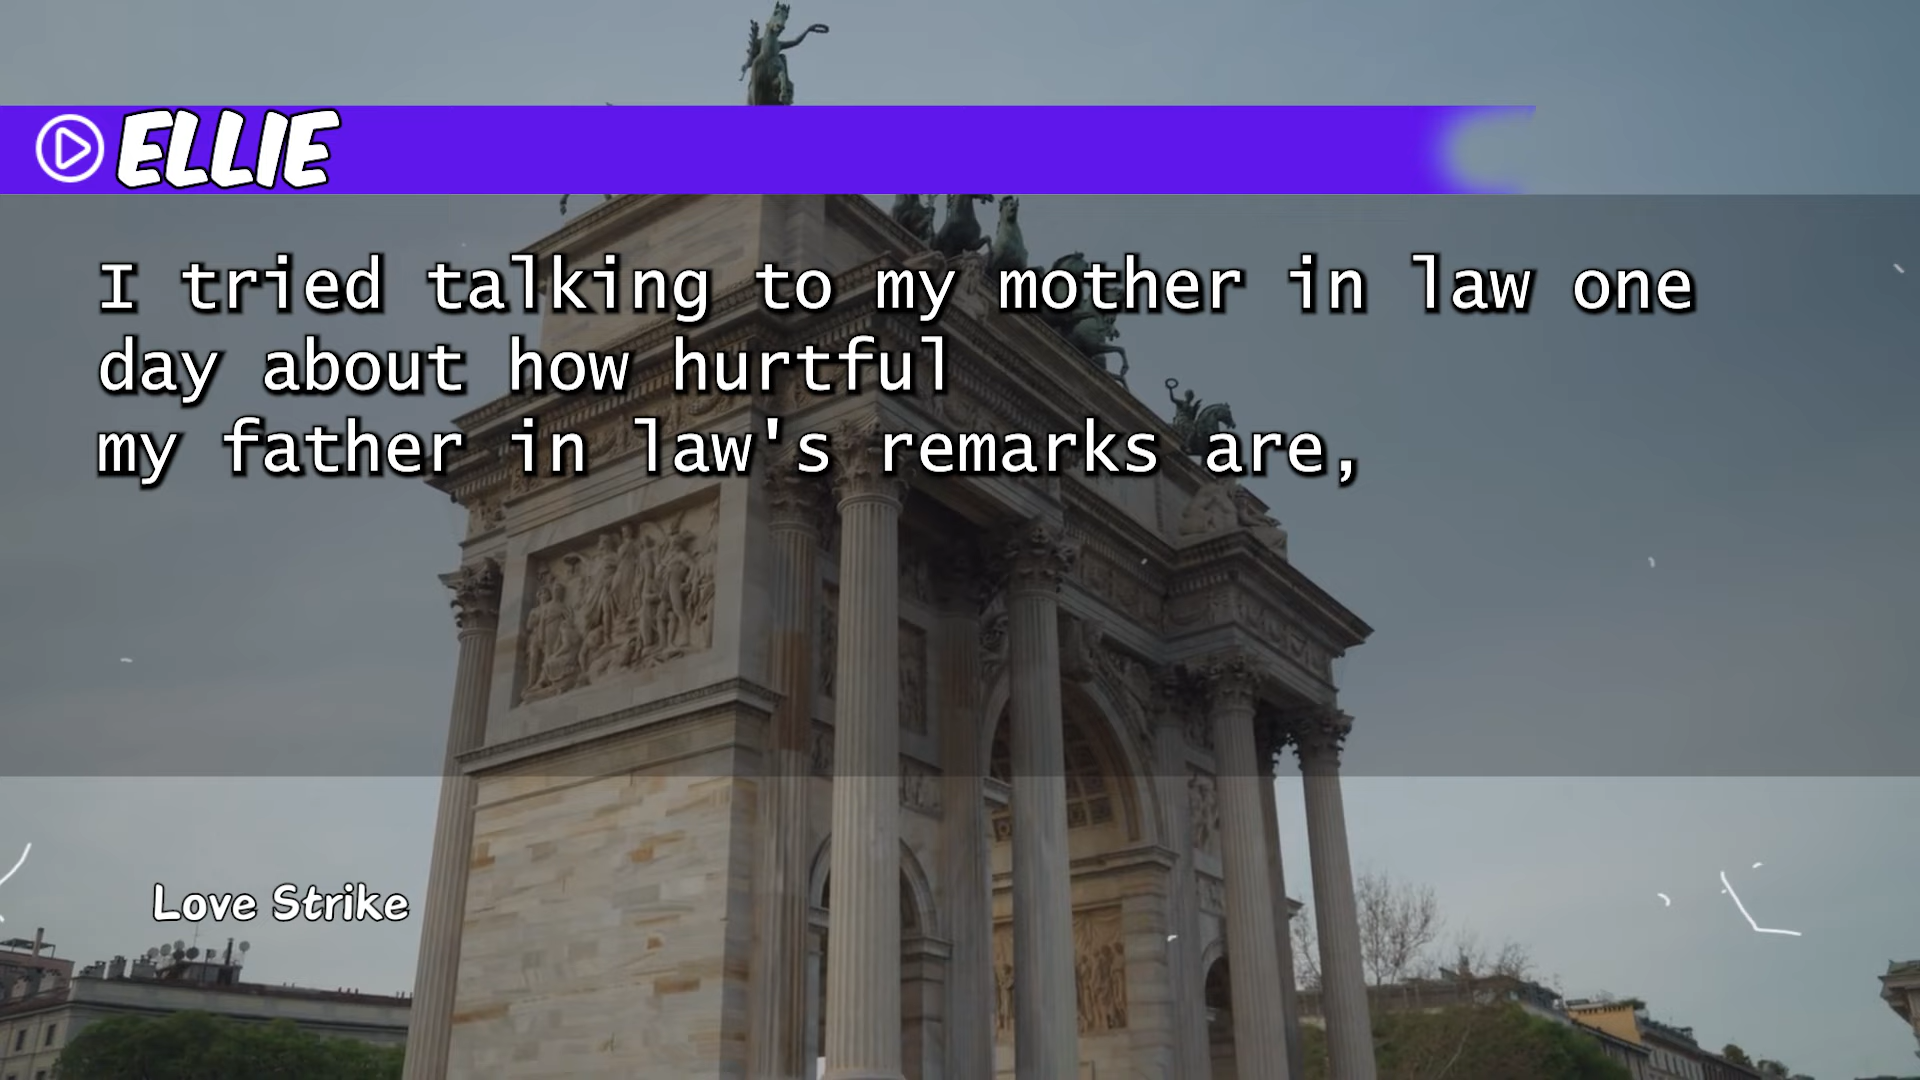 ELLIE
I tried talking to my mother in law one
day about how hurtful
my father in law's remarks are,
Love Strike